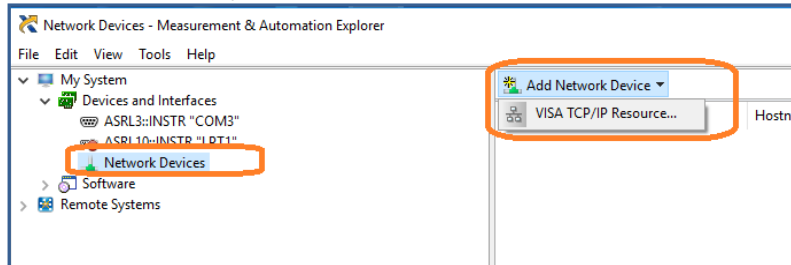 Network Devices - Measurement & Automation Explorer
File Edit View Tools Help
My System
Devices and Interfaces
ASRL3::INSTR "COM3"
ASRL10::INSTR "LPT1"
Network Devices
Software
Remote Systems
Add Network Device
VISA TCP/IP Resource...
Hostn